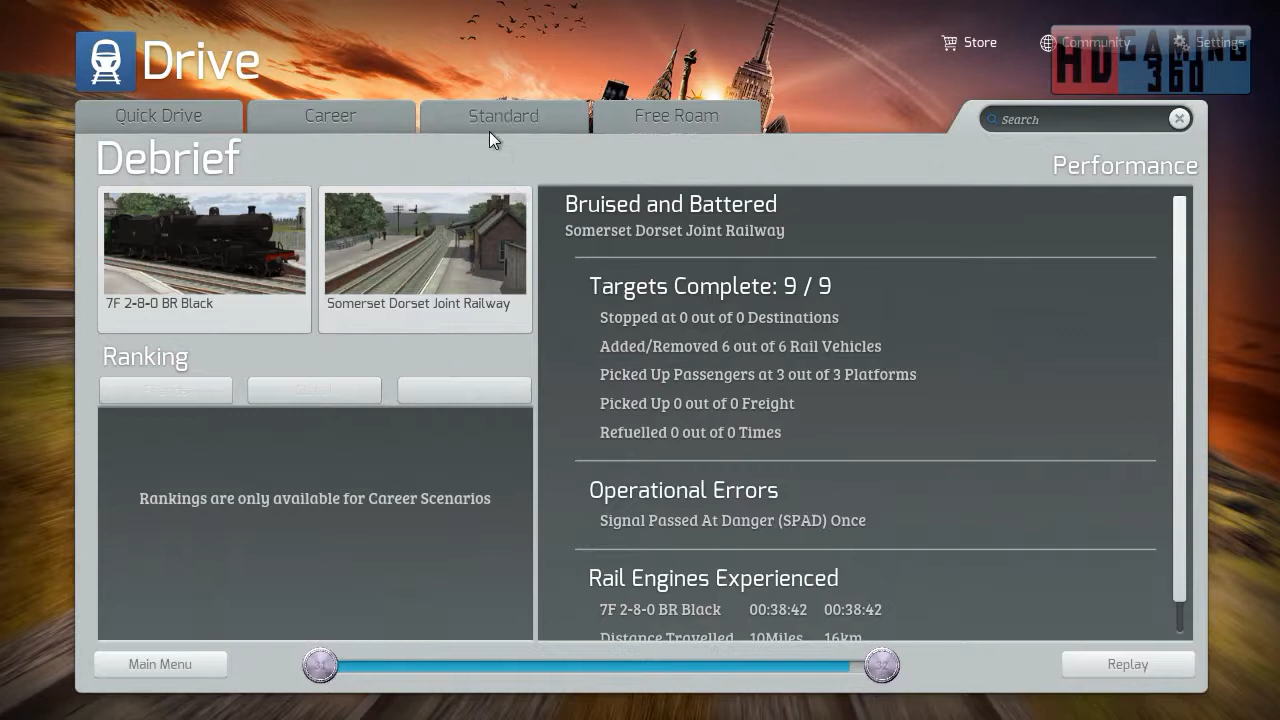 Drive
Store
Community
Settings
HD GAMING
360
Quick Drive
Career
Standard
Free Roam
Search
Debrief
Performance
7F 2-8-0 BR Black
Somerset Dorset Joint Railway
Ranking
Rankings are only available for Career Scenarios
Bruised and Battered
Somerset Dorset Joint Railway
Targets Complete: 9 / 9
Stopped at 0 out of 0 Destinations
Added/Removed 6 out of 6 Rail Vehicles
Picked Up Passengers at 3 out of 3 Platforms
Picked Up 0 out of 0 Freight
Refuelled 0 out of 0 Times
Operational Errors
Signal Passed At Danger (SPAD) Once
Rail Engines Experienced
7F 2-8-0 BR Black 00:38:42 00:38:42
Distance Travelled 10Miles 16km
Main Menu
Replay